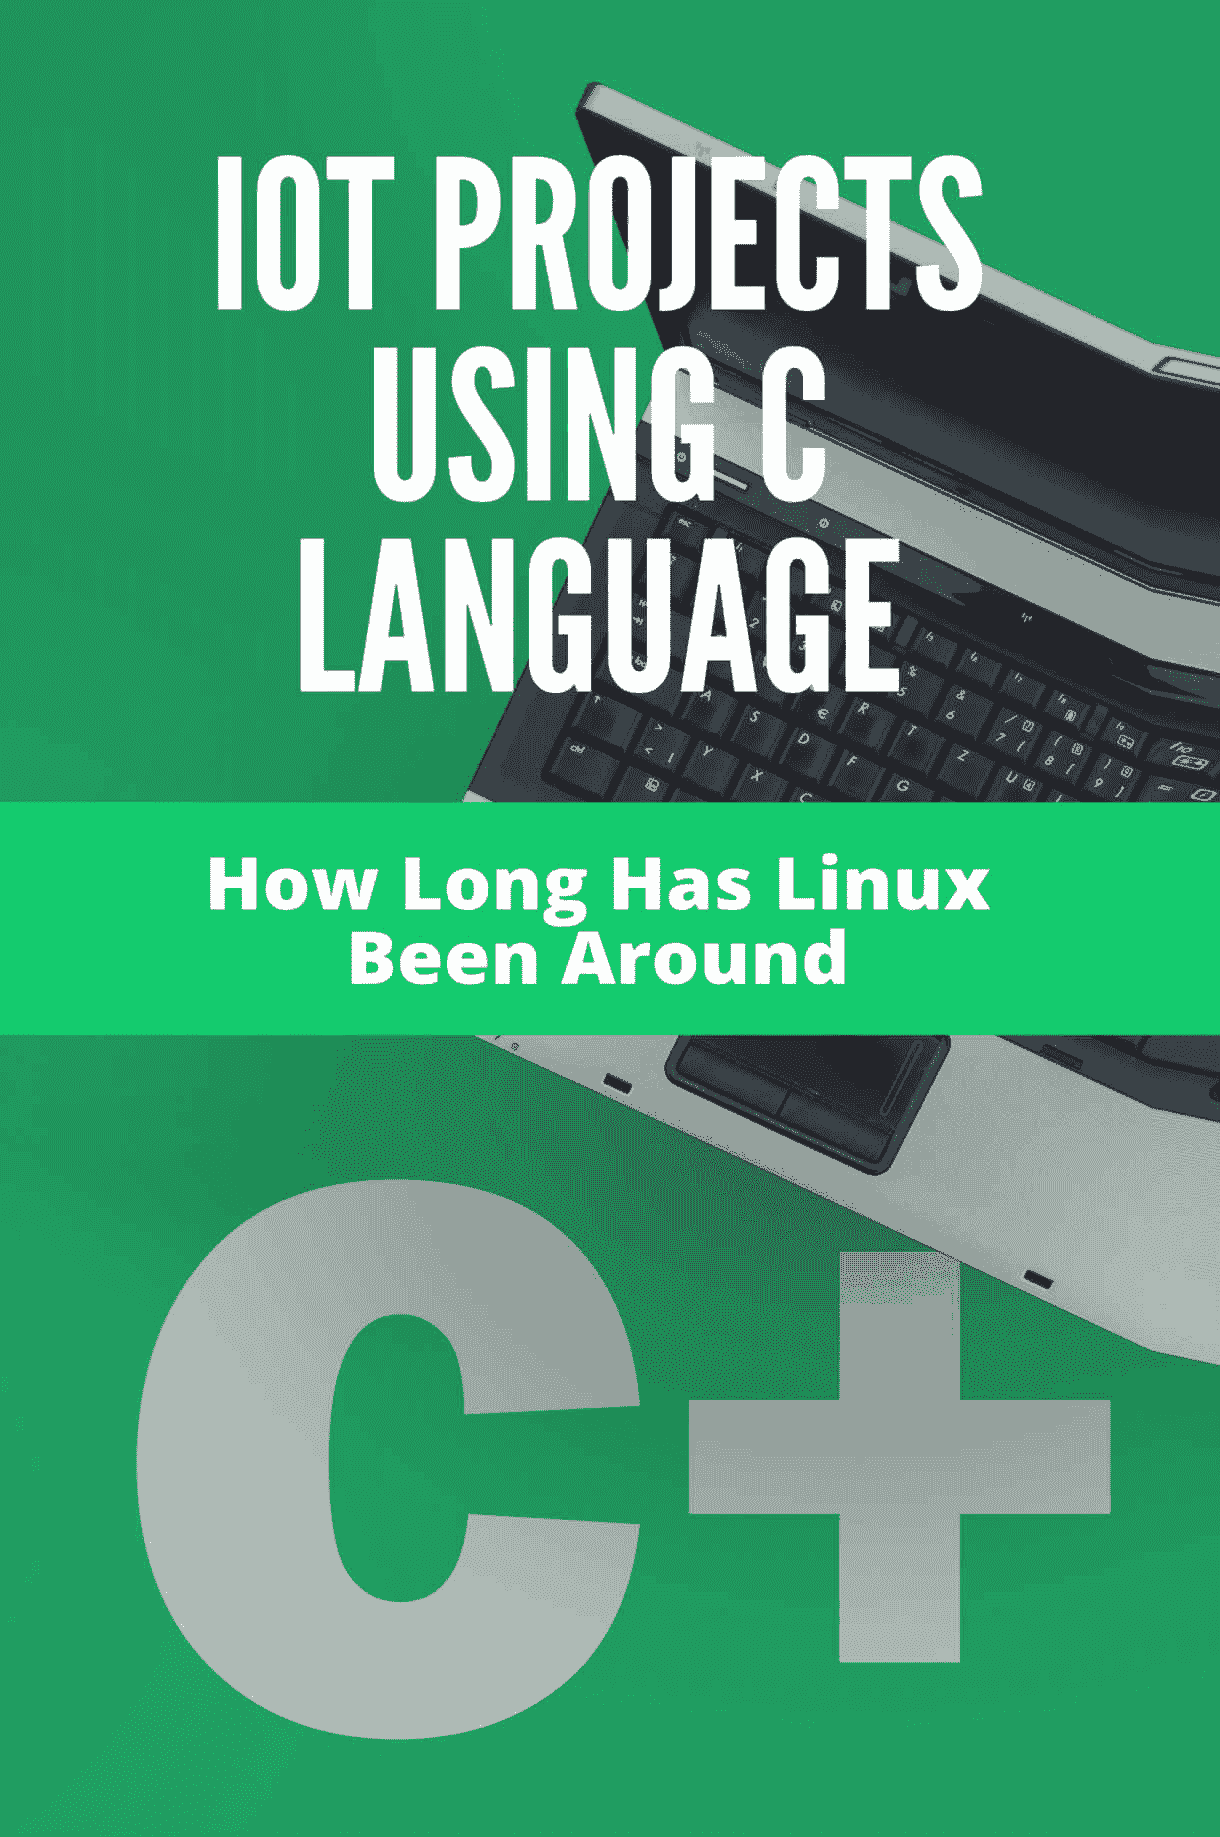 IOT PROJECTS
USING C
LANGUAGE
How Long Has Linux
Been Around
C+